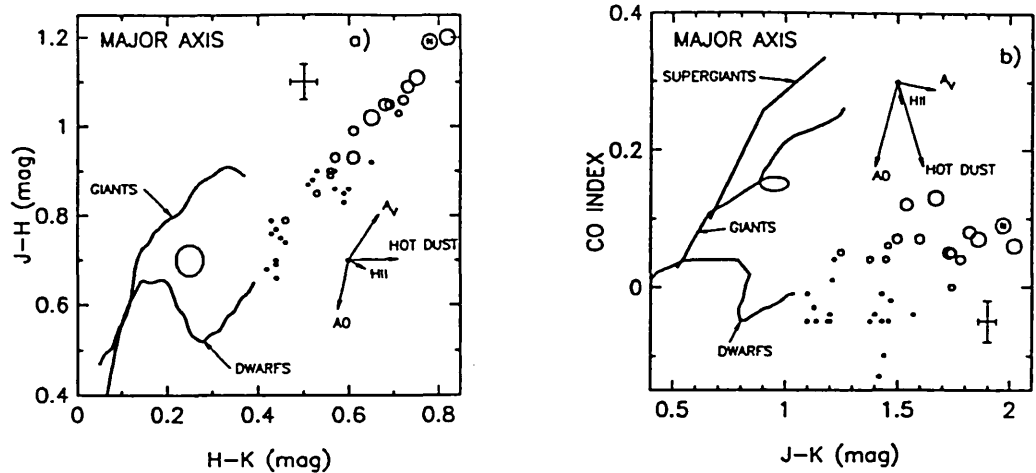 MAJOR AXIS
a)
GIANTS
DWARFS
Av
HOT DUST
HII
A0
1.2
1
0.8
0.6
0.4
J–H (mag)
0
0.2
0.4
0.6
0.8
H–K (mag)
MAJOR AXIS
b)
SUPERGIANTS
GIANTS
DWARFS
Av
HII
A0
HOT DUST
0.4
0.2
0
CO INDEX
0.5
1
1.5
2
J–K (mag)